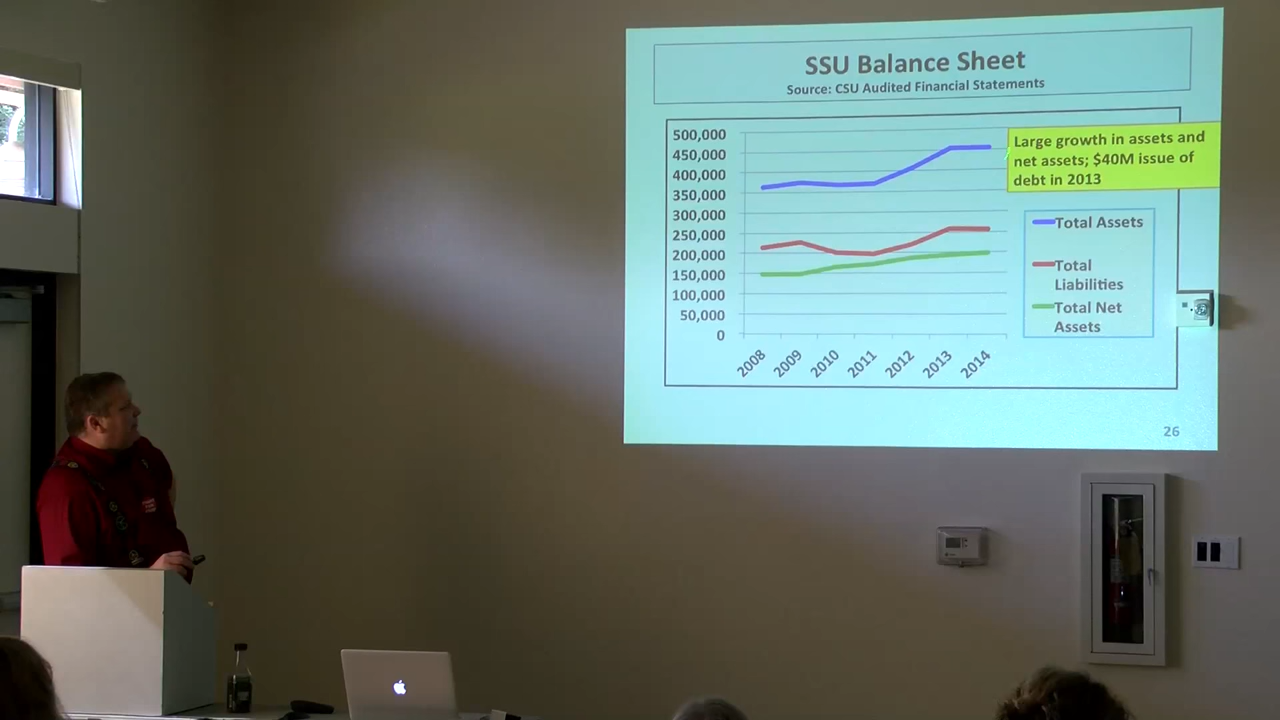 SSU Balance Sheet
Source: CSU Audited Financial Statements
500,000
450,000
400,000
350,000
300,000
250,000
200,000
150,000
100,000
50,000
0
2008
2009
2010
2011
2012
2013
2014
Large growth in assets and
net assets; $40M issue of
debt in 2013
Total Assets
Total
Liabilities
Total Net
Assets
26